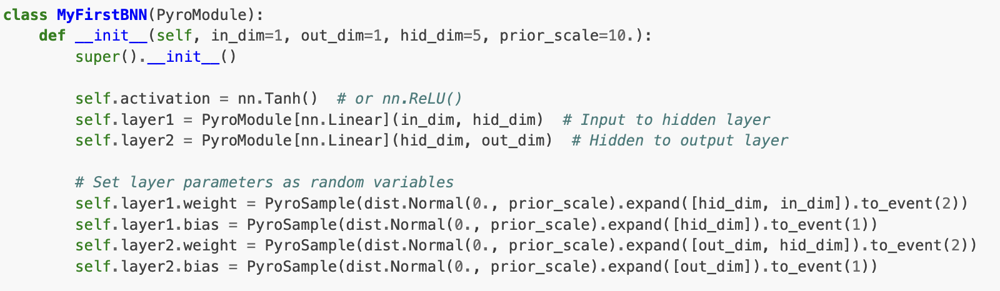 class MyFirstBNN(PyroModule):
    def __init__(self, in_dim=1, out_dim=1, hid_dim=5, prior_scale=10.):
        super().__init__()

        self.activation = nn.Tanh()  # or nn.ReLU()
        self.layer1 = PyroModule[nn.Linear](in_dim, hid_dim)  # Input to hidden layer
        self.layer2 = PyroModule[nn.Linear](hid_dim, out_dim)  # Hidden to output layer

        # Set layer parameters as random variables
        self.layer1.weight = PyroSample(dist.Normal(0., prior_scale).expand([hid_dim, in_dim]).to_event(2))
        self.layer1.bias = PyroSample(dist.Normal(0., prior_scale).expand([hid_dim]).to_event(1))
        self.layer2.weight = PyroSample(dist.Normal(0., prior_scale).expand([out_dim, hid_dim]).to_event(2))
        self.layer2.bias = PyroSample(dist.Normal(0., prior_scale).expand([out_dim]).to_event(1))